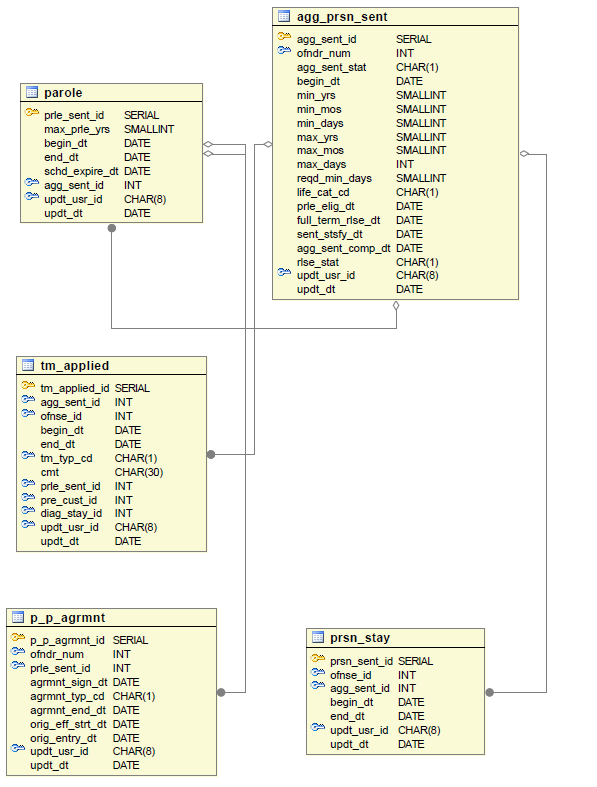 agg_prsn_sent
agg_sent_id SERIAL
ofndr_num INT
agg_sent_stat CHAR(1)
begin_dt DATE
min_yrs SMALLINT
min_mos SMALLINT
min_days SMALLINT
max_yrs SMALLINT
max_mos SMALLINT
max_days INT
reqd_min_days SMALLINT
life_cat_cd CHAR(1)
prle_elig_dt DATE
full_term_rlse_dt DATE
sent_stsfy_dt DATE
agg_sent_comp_dt DATE
rlse_stat CHAR(1)
updt_usr_id CHAR(8)
updt_dt DATE
parole
prle_sent_id SERIAL
max_prle_yrs SMALLINT
begin_dt DATE
end_dt DATE
schd_expire_dt DATE
agg_sent_id INT
updt_usr_id CHAR(8)
updt_dt DATE
tm_applied
tm_applied_id SERIAL
agg_sent_id INT
ofnse_id INT
begin_dt DATE
end_dt DATE
tm_typ_cd CHAR(1)
cmt CHAR(30)
prle_sent_id INT
pre_cust_id INT
diag_stay_id INT
updt_usr_id CHAR(8)
updt_dt DATE
p_p_agrmnt
p_p_agrmnt_id SERIAL
ofndr_num INT
prle_sent_id INT
agrmnt_sign_dt DATE
agrmnt_typ_cd CHAR(1)
agrmnt_end_dt DATE
orig_eff_strt_dt DATE
orig_entry_dt DATE
updt_usr_id CHAR(8)
updt_dt DATE
prsn_stay
prsn_sent_id SERIAL
ofnse_id INT
agg_sent_id INT
begin_dt DATE
end_dt DATE
updt_usr_id CHAR(8)
updt_dt DATE